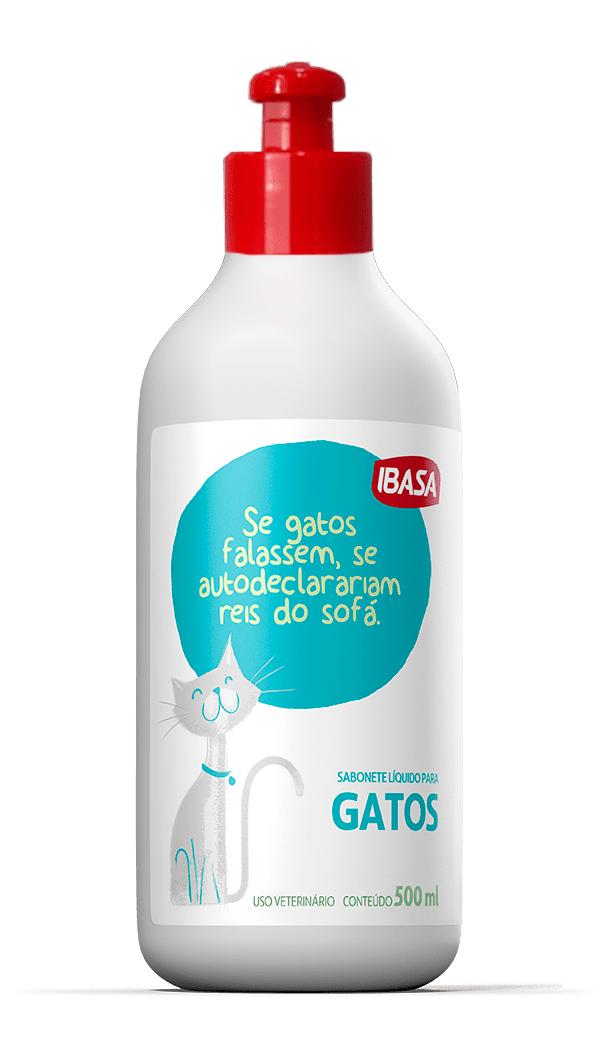 IBASA
Se gatos
falassem, se
autodeclarariam
reis do sofá.
SABONETE LÍQUIDO PARA
GATOS
USO VETERINÁRIO CONTEÚDO 500 ml